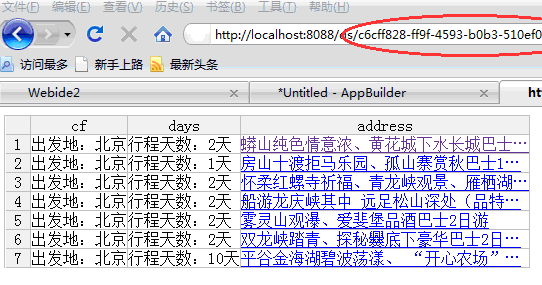 文件(F) 编辑(E) 查看(V) 历史(S) 书签(B) 工具(T) 帮助(H)
http://localhost:8088/ds/c6cff828-ff9f-4593-b0b3-510ef0
访问最多 新手上路 最新头条
Webide2 × *Untitled - AppBuilder × ht
cf days address
1 出发地：北京 行程天数：2天 蟒山纯色情意浓、黄花城下水长城巴士…
2 出发地：北京 行程天数：1天 房山十渡拒马乐园、孤山寨赏秋巴士1…
3 出发地：北京 行程天数：2天 怀柔红螺寺祈福、青龙峡观景、雁栖湖…
4 出发地：北京 行程天数：2天 船游龙庆峡其中 远足松山深处（品特…
5 出发地：北京 行程天数：2天 雾灵山观瀑、爱斐堡品酒巴士2日游
6 出发地：北京 行程天数：2天 双龙峡踏青、探秘爨底下豪华巴士2日…
7 出发地：北京 行程天数：10天 平谷金海湖碧波荡漾、 “开心农场”…